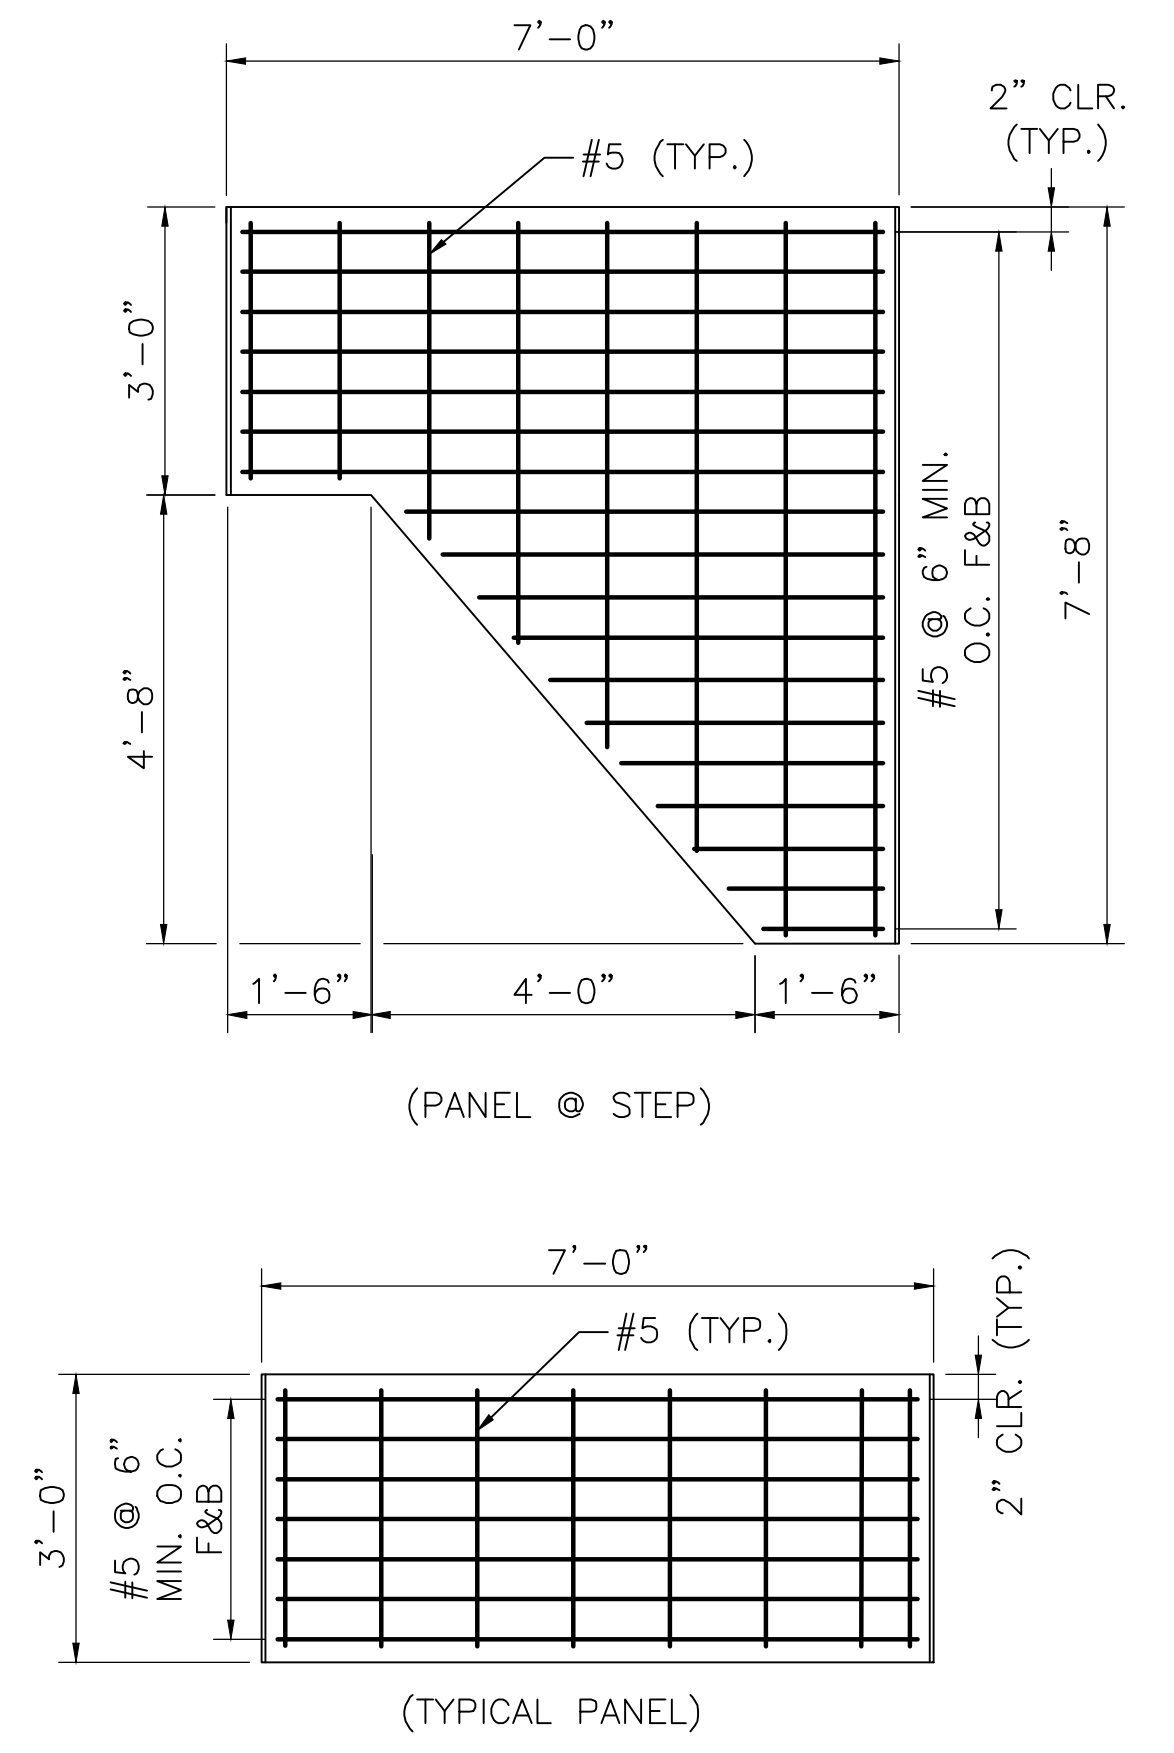 7'-0"
2" CLR.
(TYP.)
#5 (TYP.)
3'-0"
#5 @ 6" MIN.
O.C. F&B
7'-8"
4'-8"
1'-6"
4'-0"
1'-6"
(PANEL @ STEP)
7'-0"
2" CLR. (TYP.)
#5 (TYP.)
3'-0"
#5 @ 6"
MIN. O.C.
F&B
(TYPICAL PANEL)